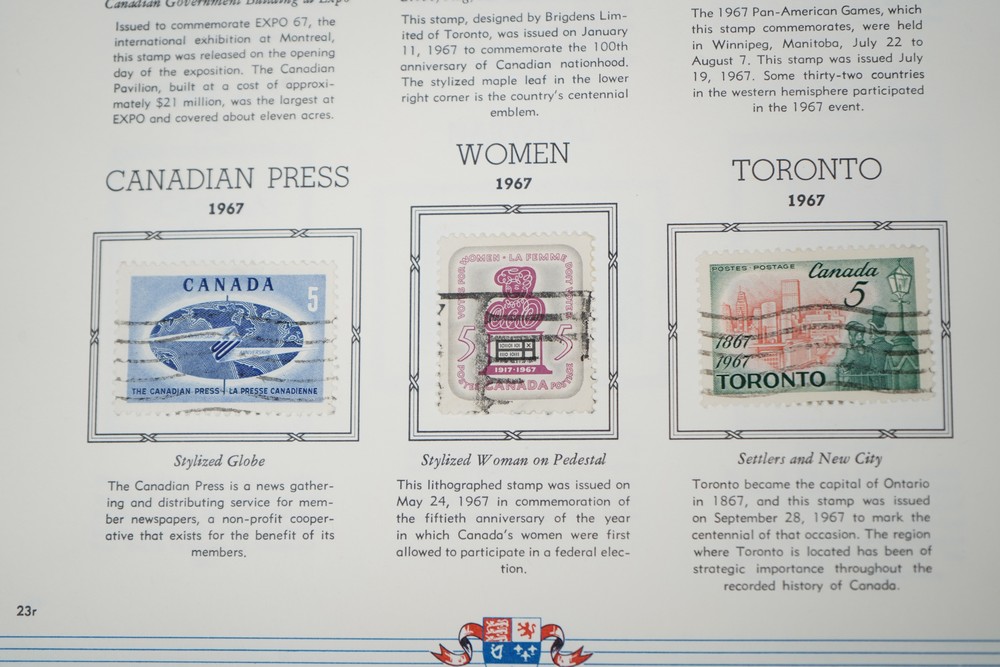 Canadian Government Building at Expo
Issued to commemorate EXPO 67, the
international exhibition at Montreal,
this stamp was released on the opening
day of the exposition. The Canadian
Pavilion, built at a cost of approxi-
mately $21 million, was the largest at
EXPO and covered about eleven acres.
This stamp, designed by Brigdens Lim-
ited of Toronto, was issued on January
11, 1967 to commemorate the 100th
anniversary of Canadian nationhood.
The stylized maple leaf in the lower
right corner is the country's centennial
emblem.
The 1967 Pan-American Games, which
this stamp commemorates, were held
in Winnipeg, Manitoba, July 22 to
August 7. This stamp was issued July
19, 1967. Some thirty-two countries
in the western hemisphere participated
in the 1967 event.
CANADIAN PRESS
1967
CANADA
5
THE CANADIAN PRESS LA PRESSE CANADIENNE
Stylized Globe
The Canadian Press is a news gather-
ing and distributing service for mem-
ber newspapers, a non-profit cooper-
ative that exists for the benefit of its
members.
WOMEN
1967
VOTES FOR WOMEN · LA FEMME
5 5
1917·1967
CANADA
Stylized Woman on Pedestal
This lithographed stamp was issued on
May 24, 1967 in commemoration of
the fiftieth anniversary of the year
in which Canada's women were first
allowed to participate in a federal elec-
tion.
TORONTO
1967
POSTES·POSTAGE Canada
5
1867
1967
TORONTO
Settlers and New City
Toronto became the capital of Ontario
in 1867, and this stamp was issued
on September 28, 1967 to mark the
centennial of that occasion. The region
where Toronto is located has been of
strategic importance throughout the
recorded history of Canada.
23r